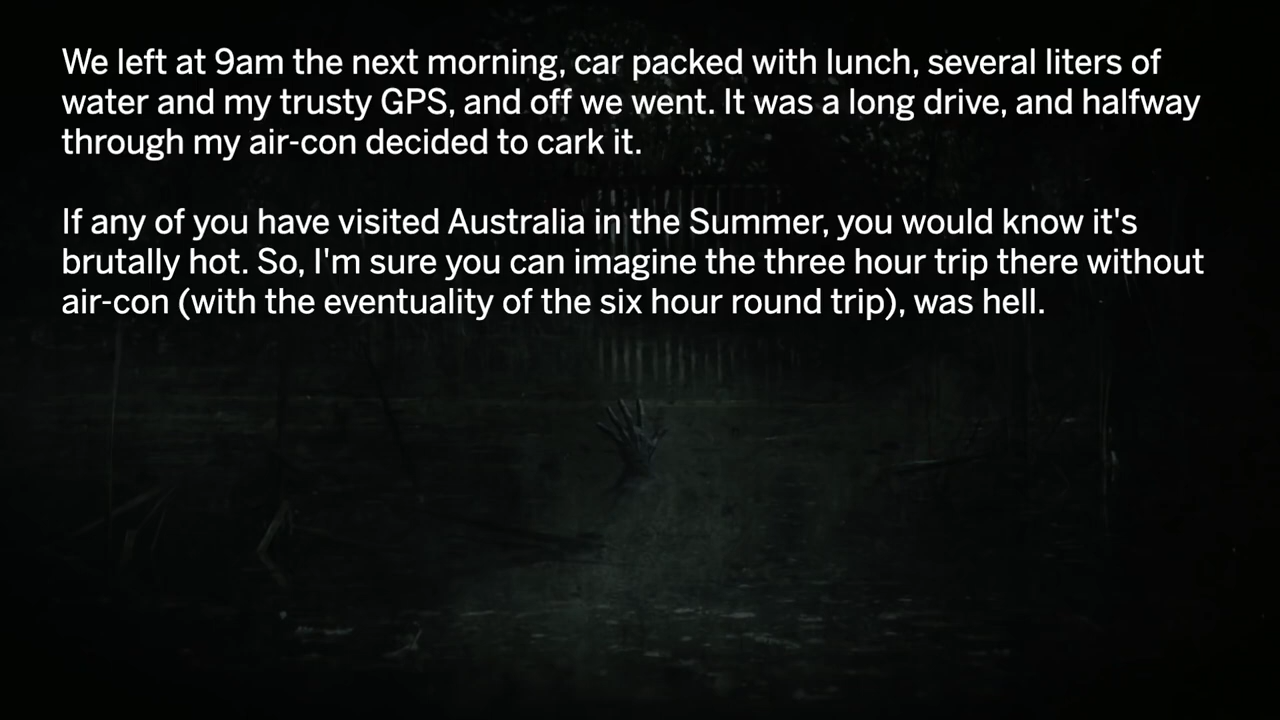 We left at 9am the next morning, car packed with lunch, several liters of
water and my trusty GPS, and off we went. It was a long drive, and halfway
through my air-con decided to cark it.
If any of you have visited Australia in the Summer, you would know it's
brutally hot. So, I'm sure you can imagine the three hour trip there without
air-con (with the eventuality of the six hour round trip), was hell.